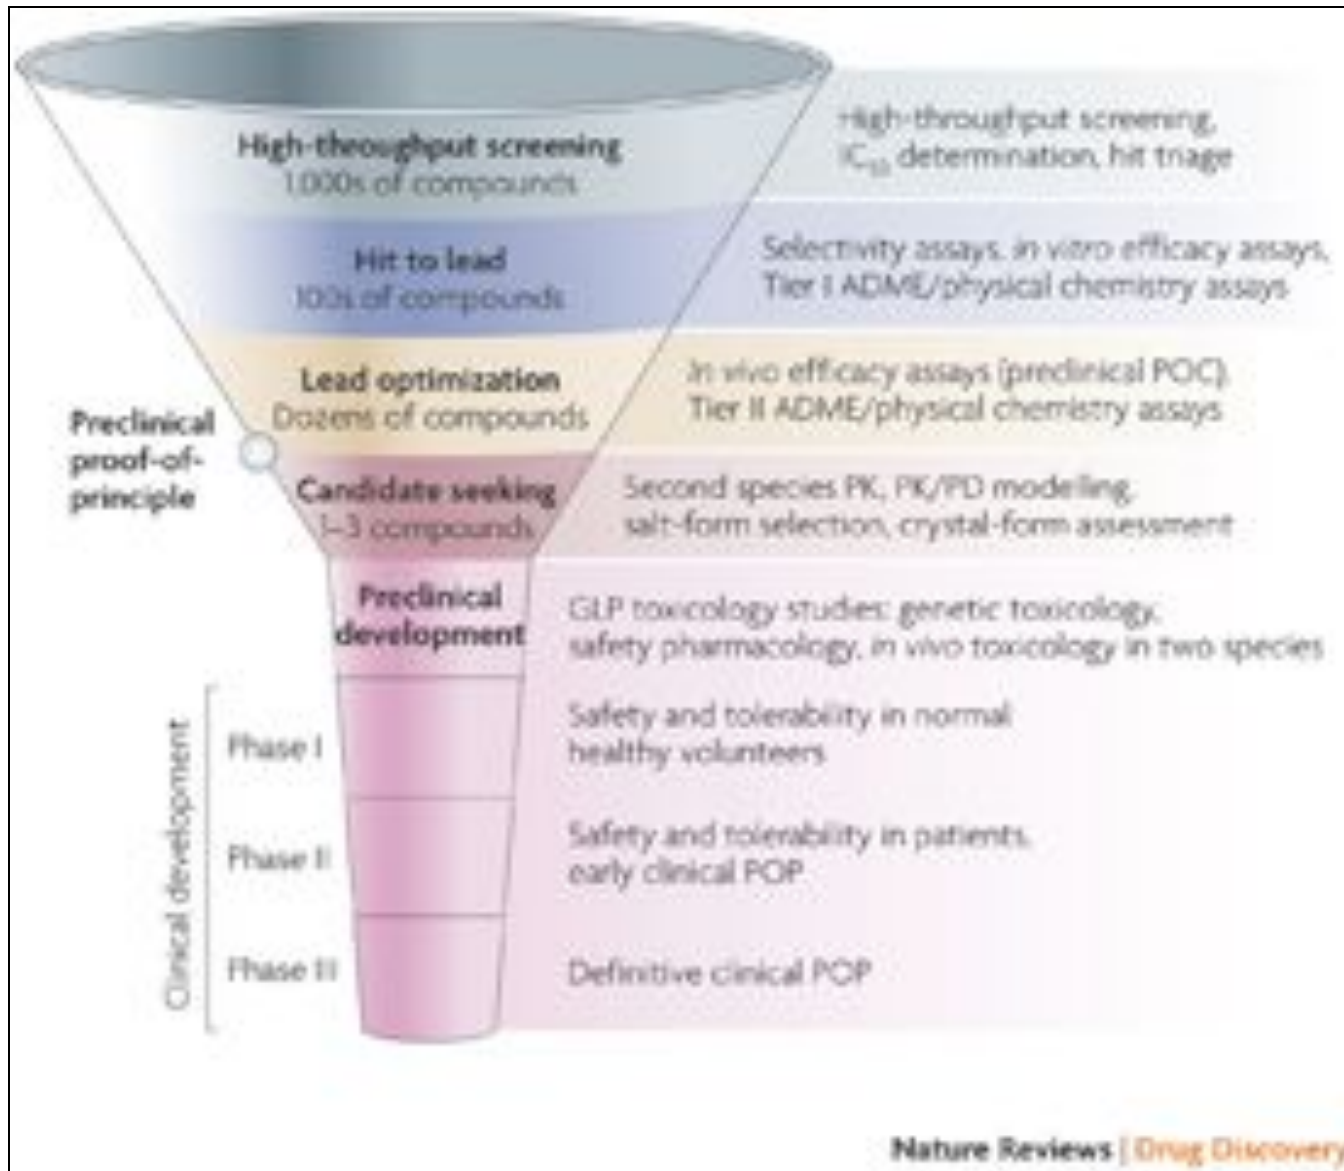 High-throughput screening
1,000s of compounds
High-throughput screening,
IC50 determination, hit triage
Hit to lead
100s of compounds
Selectivity assays, in vitro efficacy assays,
Tier I ADME/physical chemistry assays
Lead optimization
Dozens of compounds
In vivo efficacy assays (preclinical POC)
Tier II ADME/physical chemistry assays
Preclinical
proof-of-
principle
Candidate seeking
1–3 compounds
Second species PK, PK/PD modelling,
salt-form selection, crystal-form assessment
Preclinical
development
GLP toxicology studies: genetic toxicology,
safety pharmacology, in vivo toxicology in two species
Clinical development
Phase I
Safety and tolerability in normal
healthy volunteers
Phase II
Safety and tolerability in patients,
early clinical POP
Phase III
Definitive clinical POP
Nature Reviews | Drug Discovery